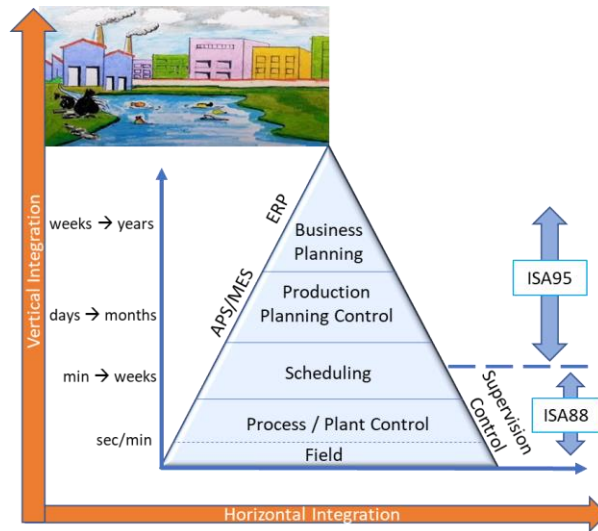 Vertical Integration
weeks → years
days → months
min → weeks
sec/min
ERP
APS/MES
Business
Planning
Production
Planning Control
Scheduling
Process / Plant Control
Field
Supervision
Control
ISA95
ISA88
Horizontal Integration